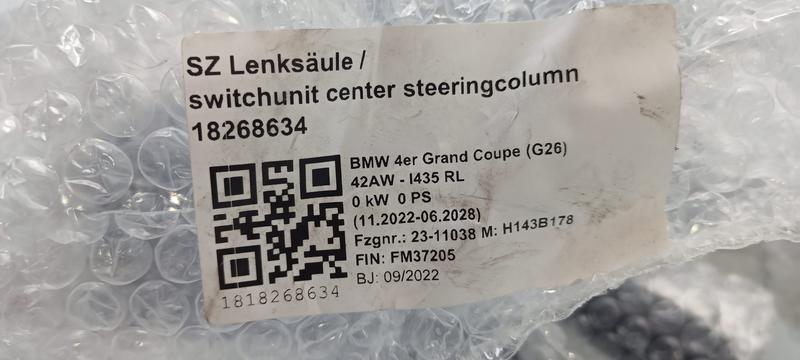 SZ Lenksäule /
switchunit center steeringcolumn
18268634
BMW 4er Grand Coupe (G26)
42AW - I435 RL
0 kW 0 PS
(11.2022-06.2028)
Fzgnr.: 23-11038 M: H143B178
FIN: FM37205
BJ: 09/2022
1818268634